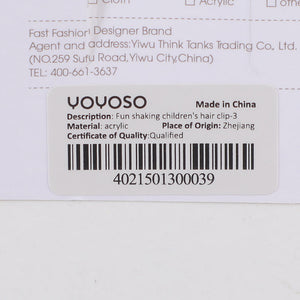 Cloth Acrylic othe
Fast Fashion Designer Brand
Agent and address:Yiwu Think Tanks Trading Co., Ltd.
(NO.259 Sufu Road, Yiwu City,China)
TEL: 400-661-3637
YOYOSO Made in China
Description: Fun shaking children's hair clip-3
Material: acrylic Place of Origin: Zhejiang
Certificate of Quality:Qualified
4021501300039